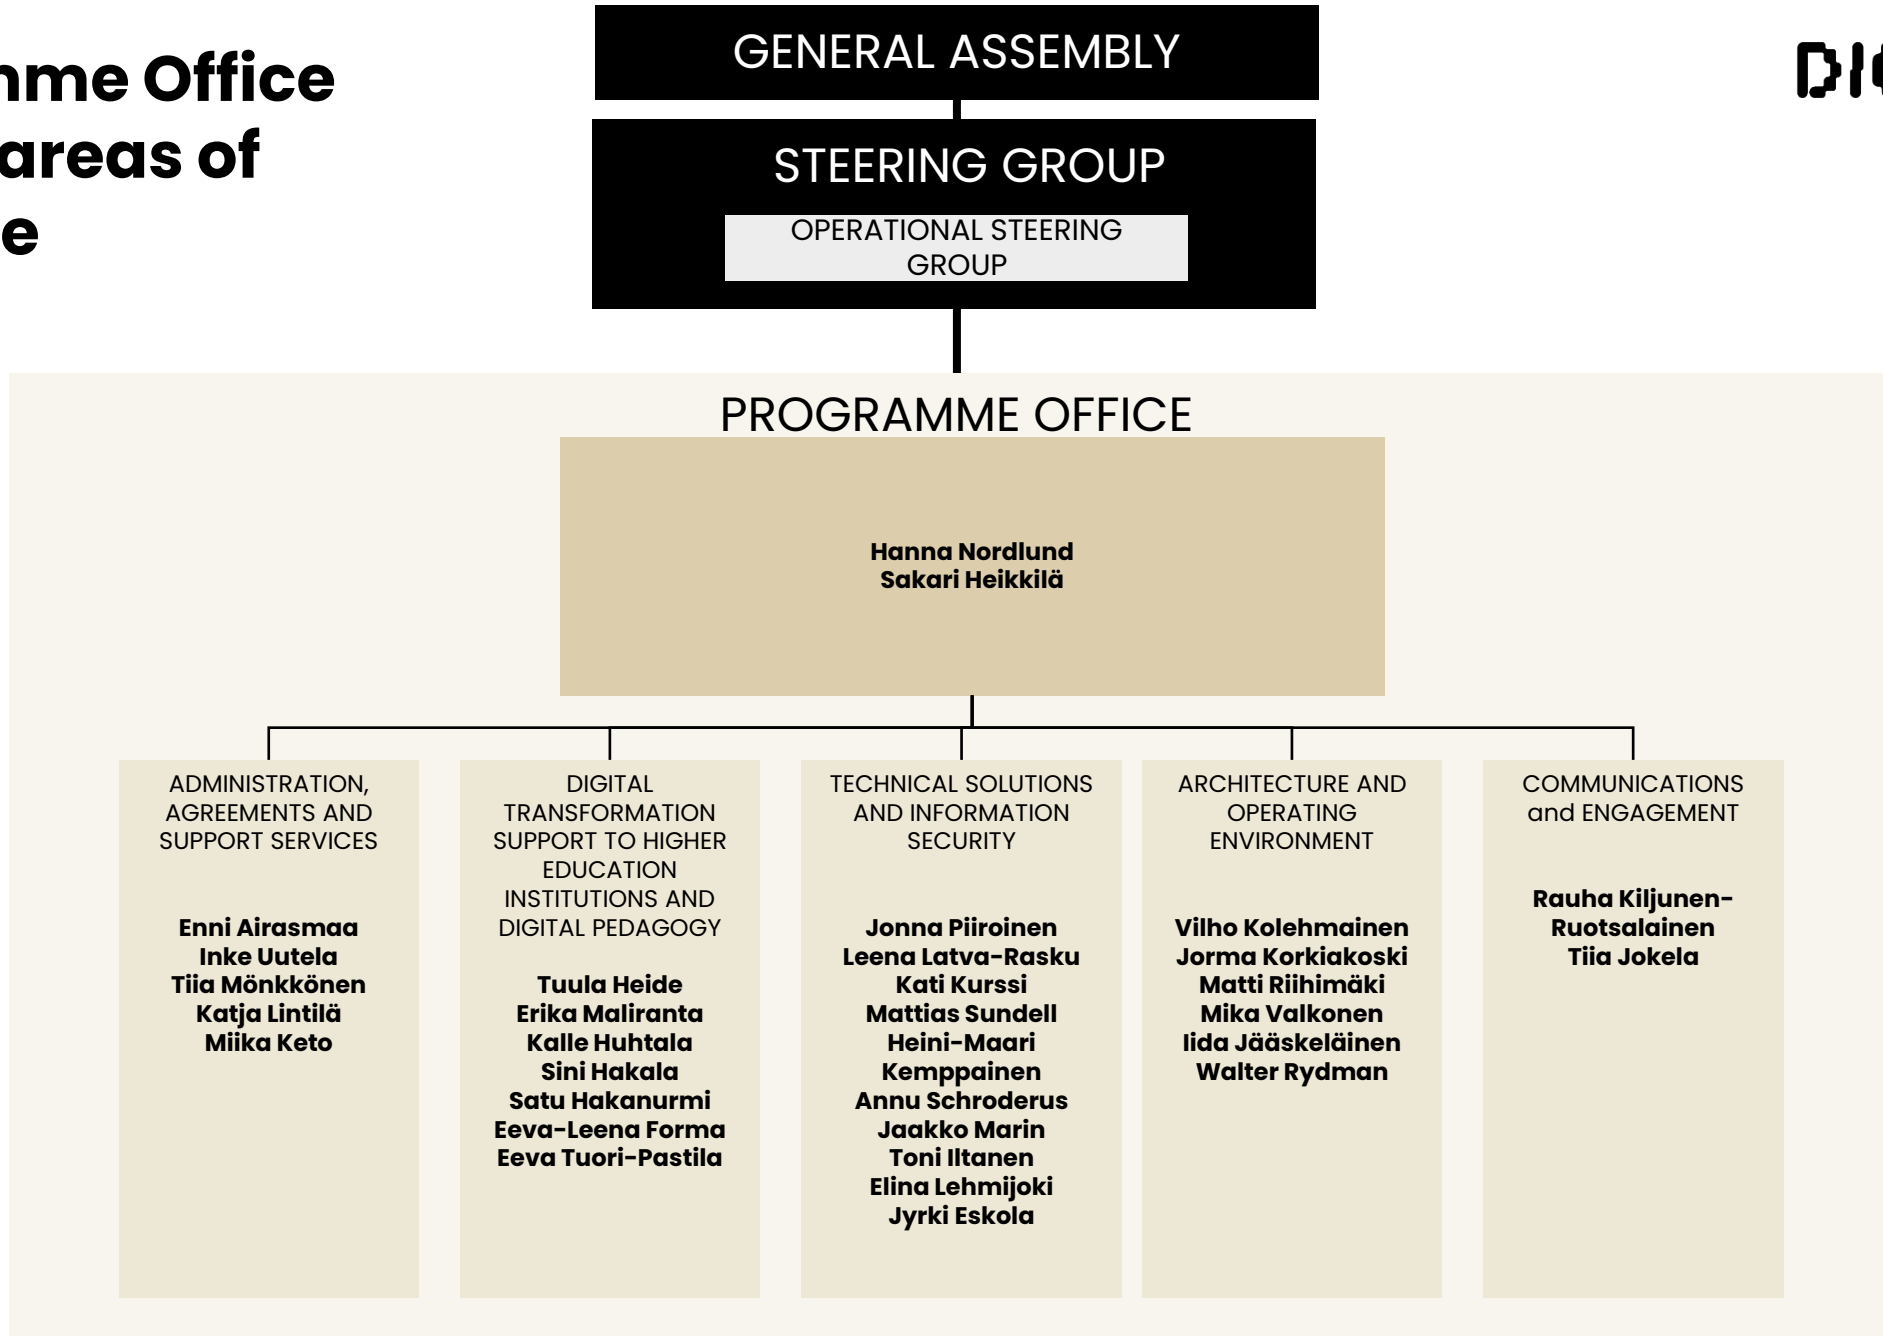 GENERAL ASSEMBLY
mme Office
areas of
e
STEERING GROUP
OPERATIONAL STEERING
GROUP
PROGRAMME OFFICE
Hanna Nordlund
Sakari Heikkilä
ADMINISTRATION,
AGREEMENTS AND
SUPPORT SERVICES
Enni Airasmaa
Inke Uutela
Tiia Mönkkönen
Katja Lintilä
Miika Keto
DIGITAL
TRANSFORMATION
SUPPORT TO HIGHER
EDUCATION
INSTITUTIONS AND
DIGITAL PEDAGOGY
Tuula Heide
Erika Maliranta
Kalle Huhtala
Sini Hakala
Satu Hakanurmi
Eeva-Leena Forma
Eeva Tuori-Pastila
TECHNICAL SOLUTIONS
AND INFORMATION
SECURITY
Jonna Piiroinen
Leena Latva-Rasku
Kati Kurssi
Mattias Sundell
Heini-Maari
Kemppainen
Annu Schroderus
Jaakko Marin
Toni Iltanen
Elina Lehmijoki
Jyrki Eskola
ARCHITECTURE AND
OPERATING
ENVIRONMENT
Vilho Kolehmainen
Jorma Korkiakoski
Matti Riihimäki
Mika Valkonen
Iida Jääskeläinen
Walter Rydman
COMMUNICATIONS
and ENGAGEMENT
Rauha Kiljunen-
Ruotsalainen
Tiia Jokela